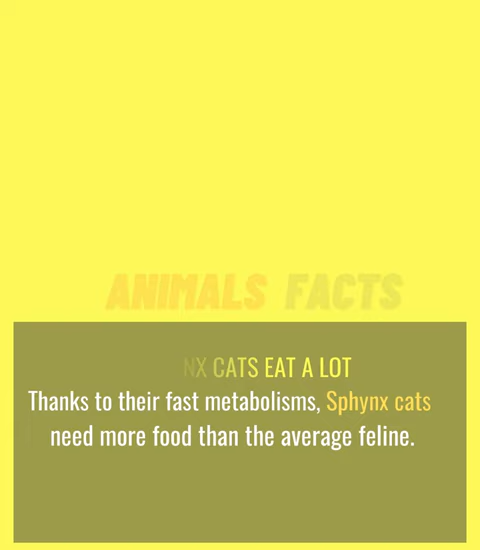 ANIMALS FACTS
NX CATS EAT A LOT
Thanks to their fast metabolisms, Sphynx cats
need more food than the average feline.